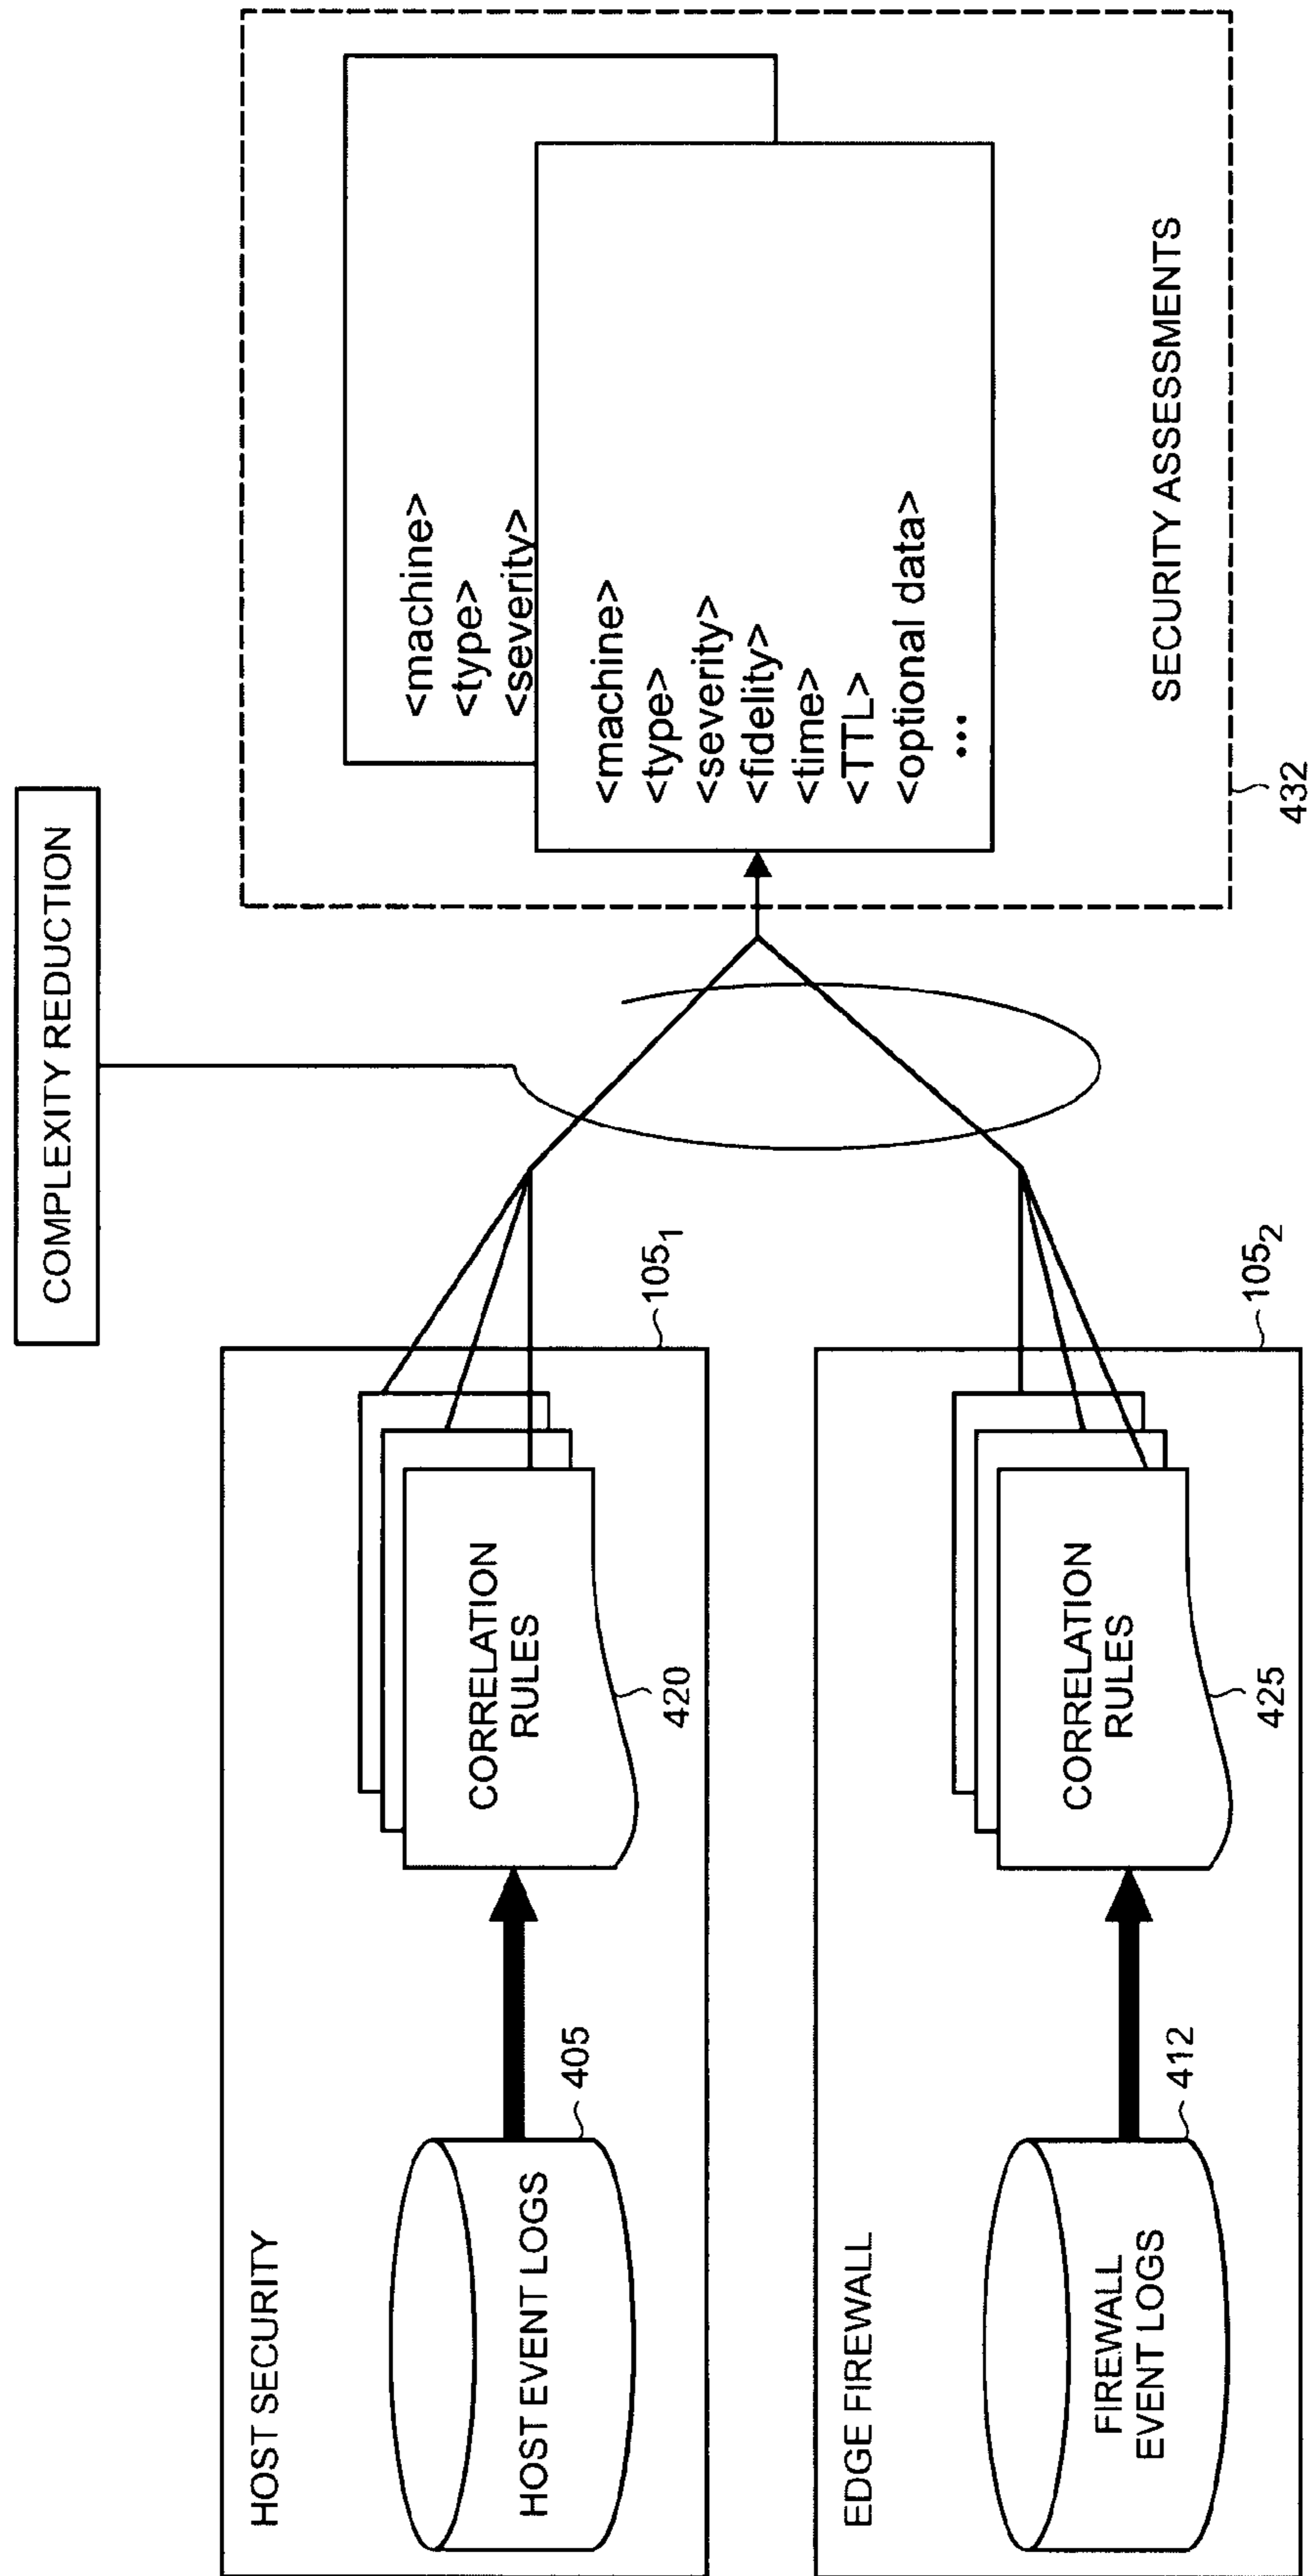 COMPLEXITY REDUCTION
HOST SECURITY
HOST EVENT LOGS
405
CORRELATION
RULES
420
105₁
EDGE FIREWALL
FIREWALL
EVENT LOGS
412
CORRELATION
RULES
425
105₂
<machine>
<type>
<severity>
<machine>
<type>
<severity>
<fidelity>
<time>
<TTL>
<optional data>
...
SECURITY ASSESSMENTS
432